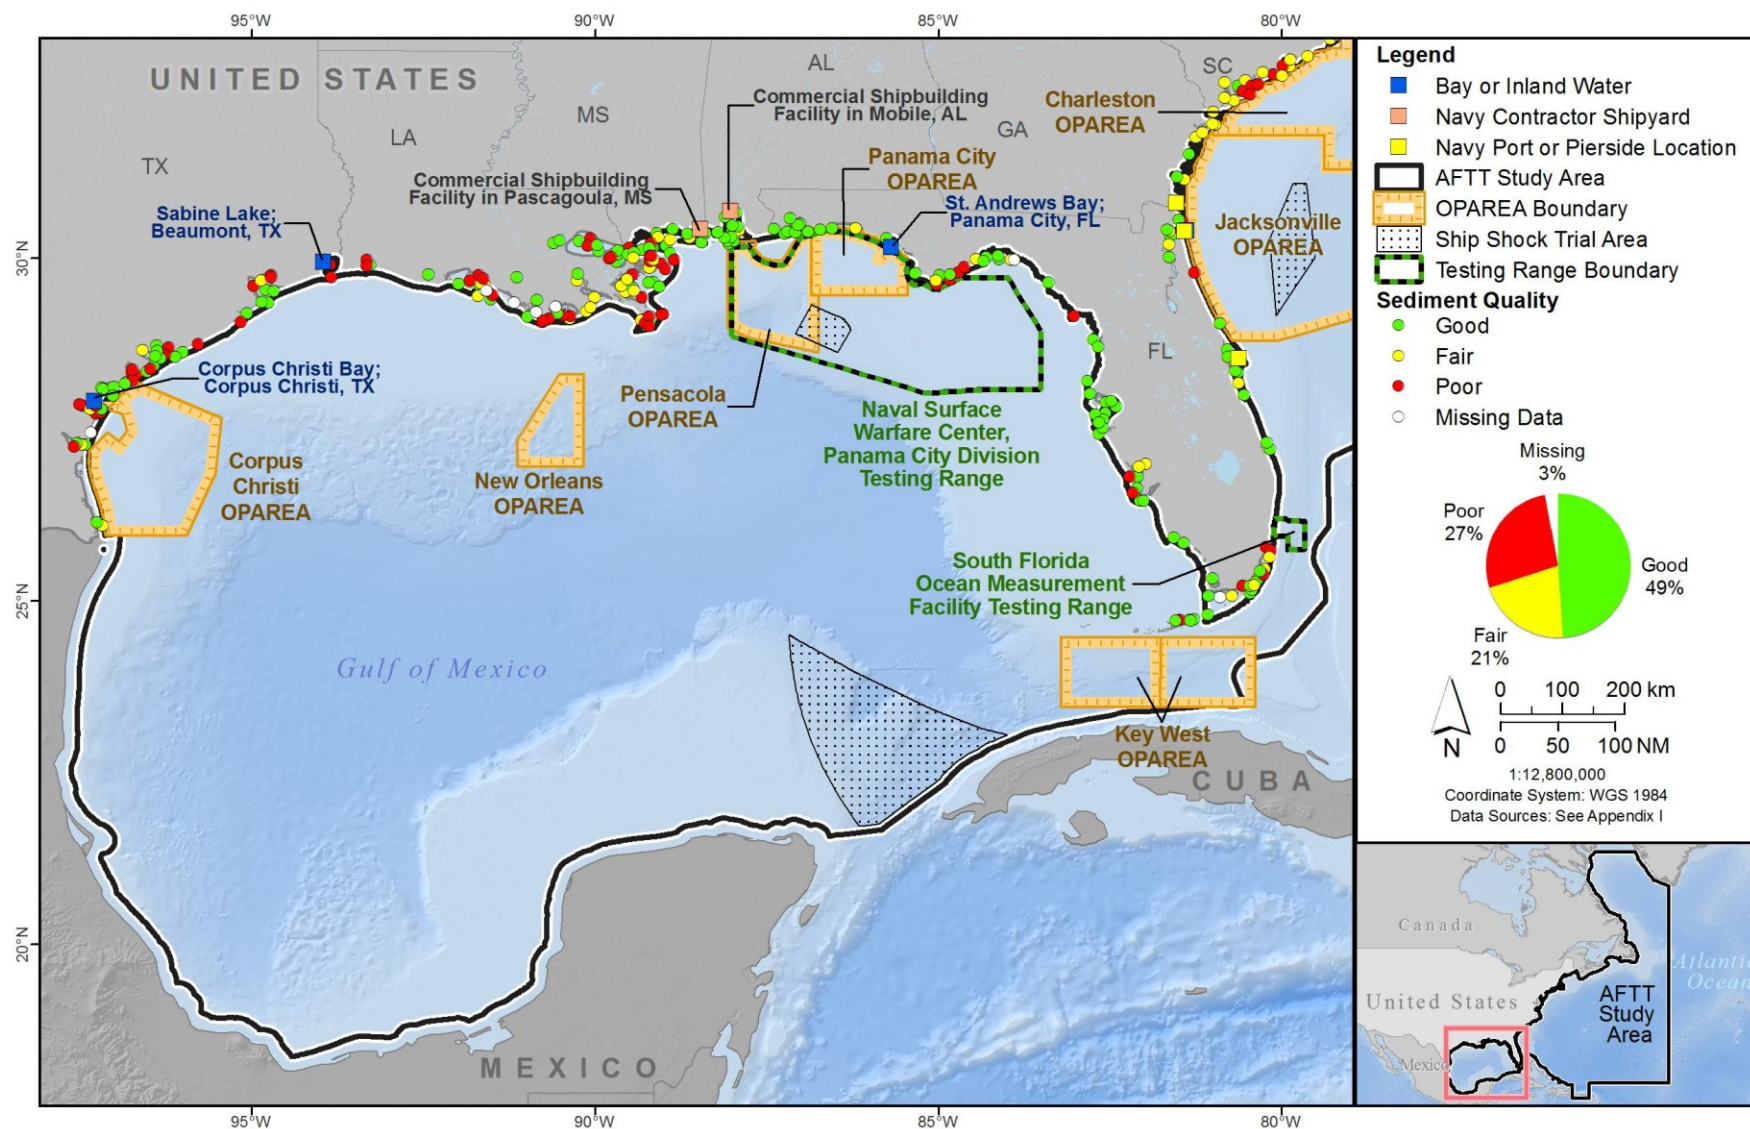 95°W
90°W
85°W
80°W
30°N
25°N
20°N
UNITED STATES
TX
LA
MS
AL
GA
SC
FL
Commercial Shipbuilding
Facility in Mobile, AL
Charleston
OPAREA
Panama City
OPAREA
Commercial Shipbuilding
Facility in Pascagoula, MS
St. Andrews Bay;
Panama City, FL
Sabine Lake;
Beaumont, TX
Jacksonville
OPAREA
Corpus Christi Bay;
Corpus Christi, TX
Pensacola
OPAREA
Naval Surface
Warfare Center,
Panama City Division
Testing Range
Corpus
Christi
OPAREA
New Orleans
OPAREA
South Florida
Ocean Measurement
Facility Testing Range
Gulf of Mexico
Key West
OPAREA
CUBA
MEXICO
95°W
90°W
85°W
80°W
Legend
Bay or Inland Water
Navy Contractor Shipyard
Navy Port or Pierside Location
AFTT Study Area
OPAREA Boundary
Ship Shock Trial Area
Testing Range Boundary
Sediment Quality
Good
Fair
Poor
Missing Data
Missing
3%
Poor
27%
Good
49%
Fair
21%
N
0 100 200 km
0 50 100 NM
1:12,800,000
Coordinate System: WGS 1984
Data Sources: See Appendix I
Canada
Atlantic
Ocean
United States
AFTT
Study
Area
Mexico